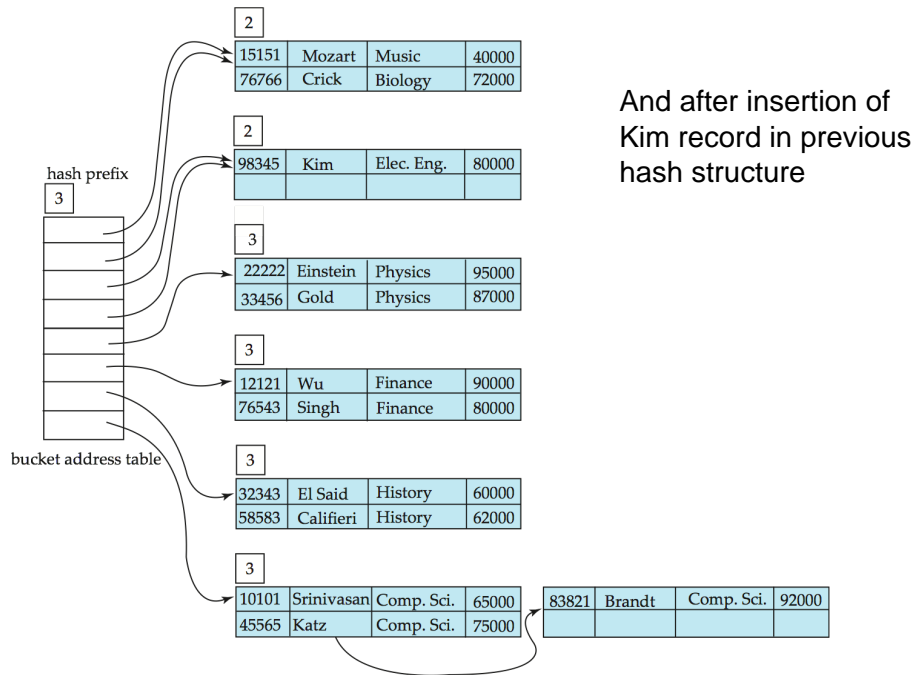 2
15151 Mozart Music 40000
76766 Crick Biology 72000
And after insertion of
Kim record in previous
hash structure
2
98345 Kim Elec. Eng. 80000
hash prefix
3
3
22222 Einstein Physics 95000
33456 Gold Physics 87000
3
12121 Wu Finance 90000
76543 Singh Finance 80000
bucket address table
3
32343 El Said History 60000
58583 Califieri History 62000
3
10101 Srinivasan Comp. Sci. 65000
45565 Katz Comp. Sci. 75000
83821 Brandt Comp. Sci. 92000